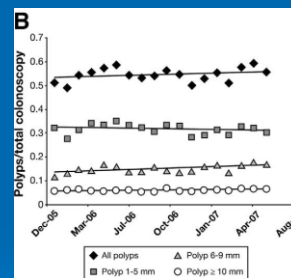 B
Polyps/total colonoscopy
0.7
0.6
0.5
0.4
0.3
0.2
0.1
0
Dec-05
Mar-06
Jul-06
Oct-06
Jan-07
Apr-07
Aug
All polyps
Polyp 6-9 mm
Polyp 1-5 mm
Polyp ≥ 10 mm